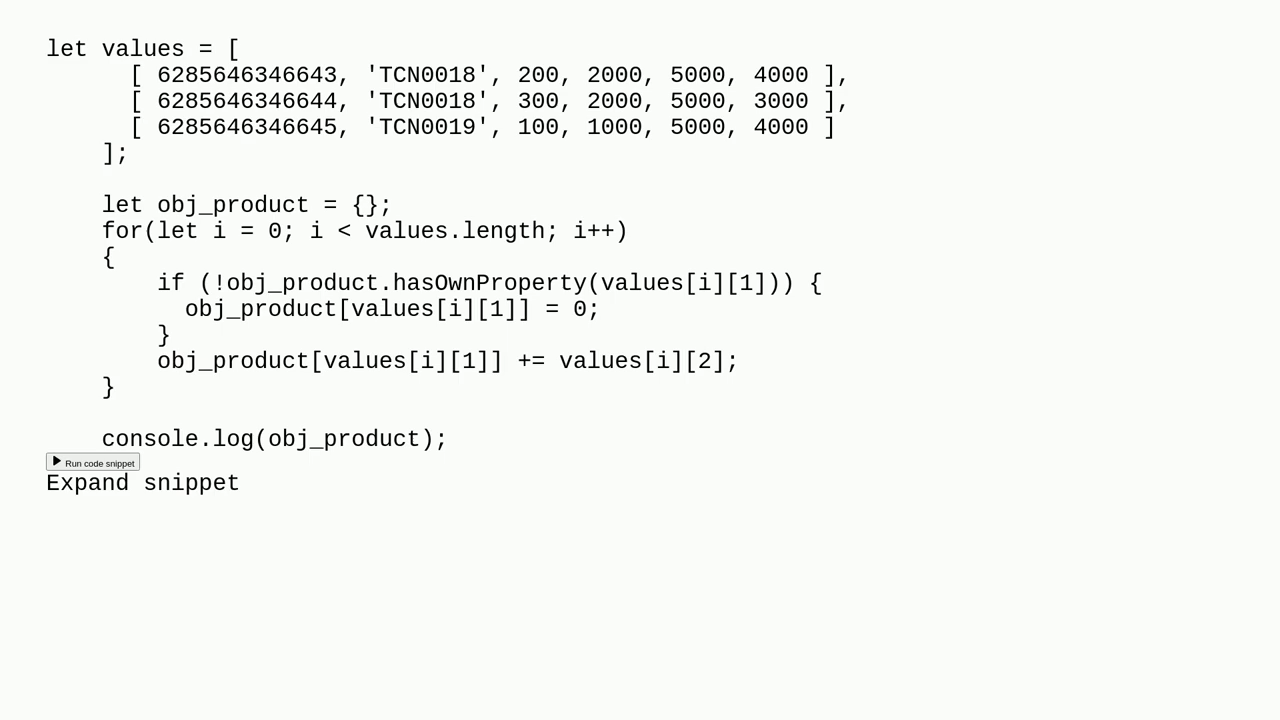 let values = [
      [ 6285646346643, 'TCN0018', 200, 2000, 5000, 4000 ],
      [ 6285646346644, 'TCN0018', 300, 2000, 5000, 3000 ],
      [ 6285646346645, 'TCN0019', 100, 1000, 5000, 4000 ]
    ];

    let obj_product = {};
    for(let i = 0; i < values.length; i++)
    {
        if (!obj_product.hasOwnProperty(values[i][1])) {
          obj_product[values[i][1]] = 0;
        }
        obj_product[values[i][1]] += values[i][2];
    }

    console.log(obj_product);
Run code snippet
Expand snippet